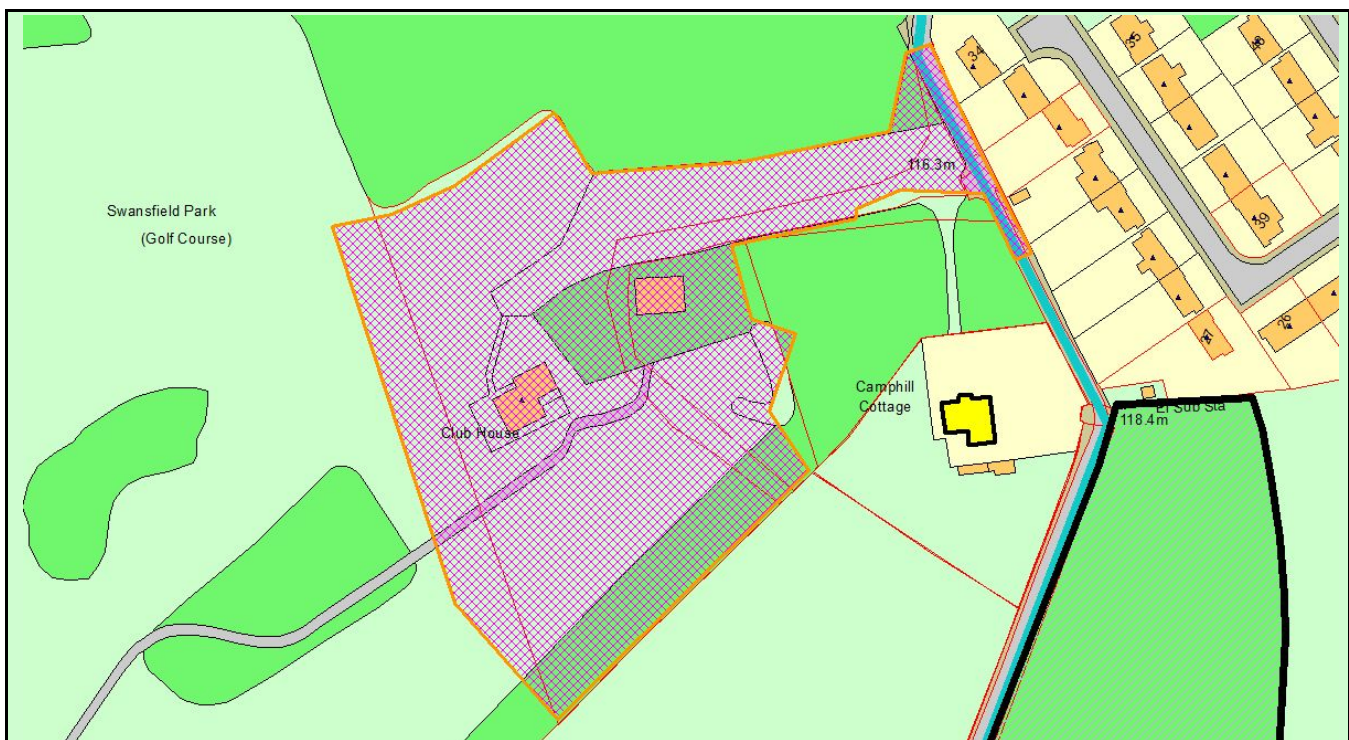 34
35
48
116.3m
Swansfield Park
(Golf Course)
39
26
Camphill
Cottage
El Sub Sta
118.4m
Club House